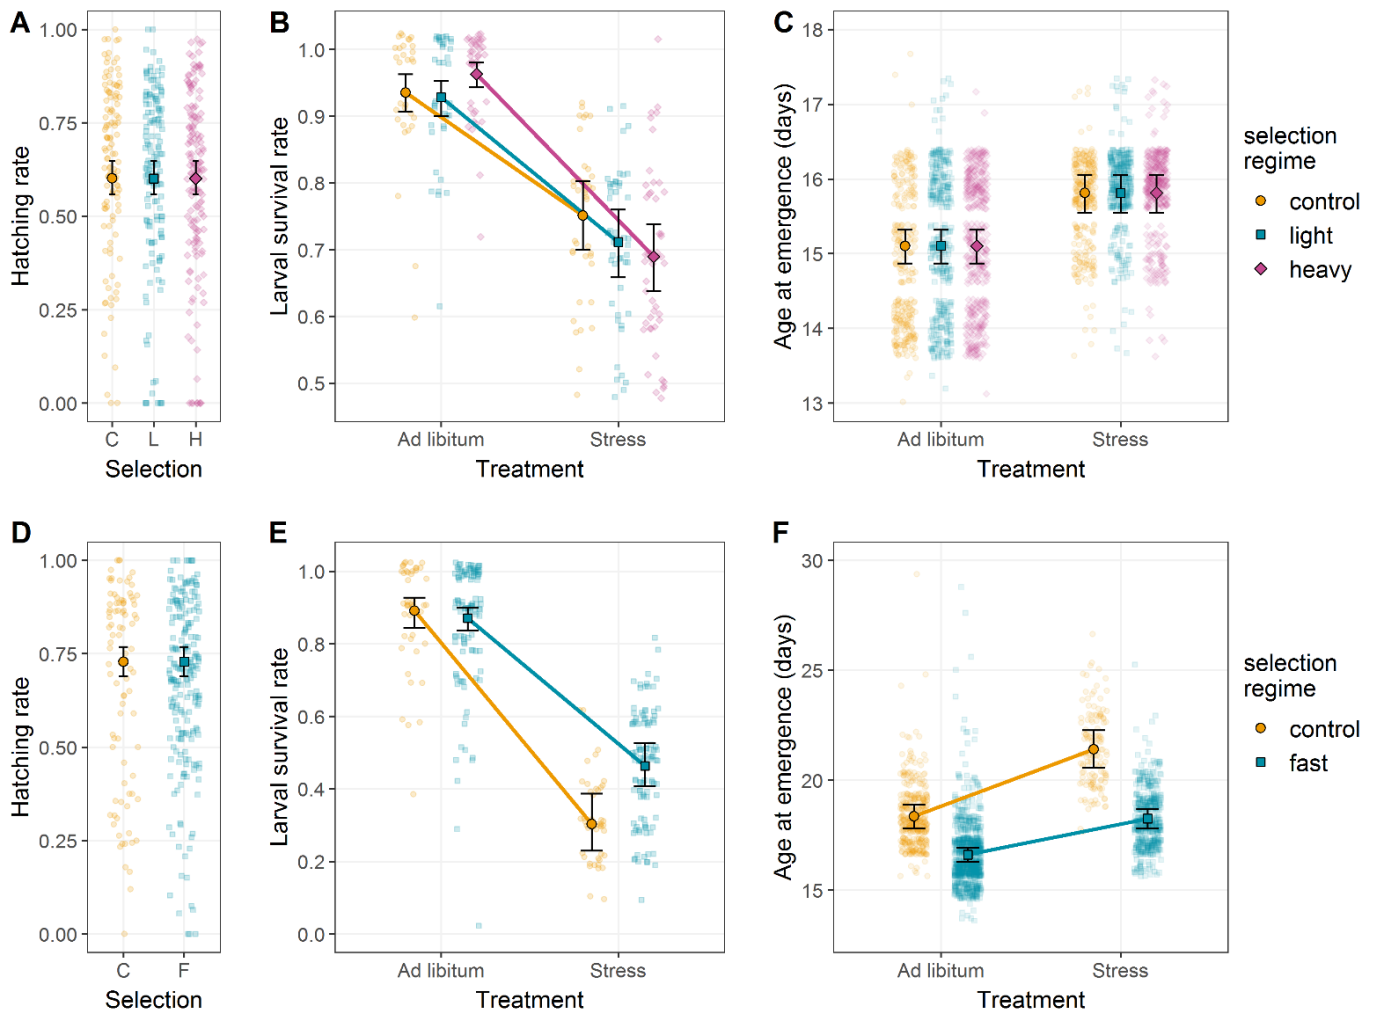 A
Hatching rate
1.00
0.75
0.50
0.25
0.00
C L H
Selection
B
Larval survival rate
1.0
0.9
0.8
0.7
0.6
0.5
Ad libitum Stress
Treatment
C
Age at emergence (days)
18
17
16
15
14
13
Ad libitum Stress
Treatment
selection
regime
control
light
heavy
D
Hatching rate
1.00
0.75
0.50
0.25
0.00
C F
Selection
E
Larval survival rate
1.0
0.8
0.6
0.4
0.2
0.0
Ad libitum Stress
Treatment
F
Age at emergence (days)
30
25
20
15
Ad libitum Stress
Treatment
selection
regime
control
fast